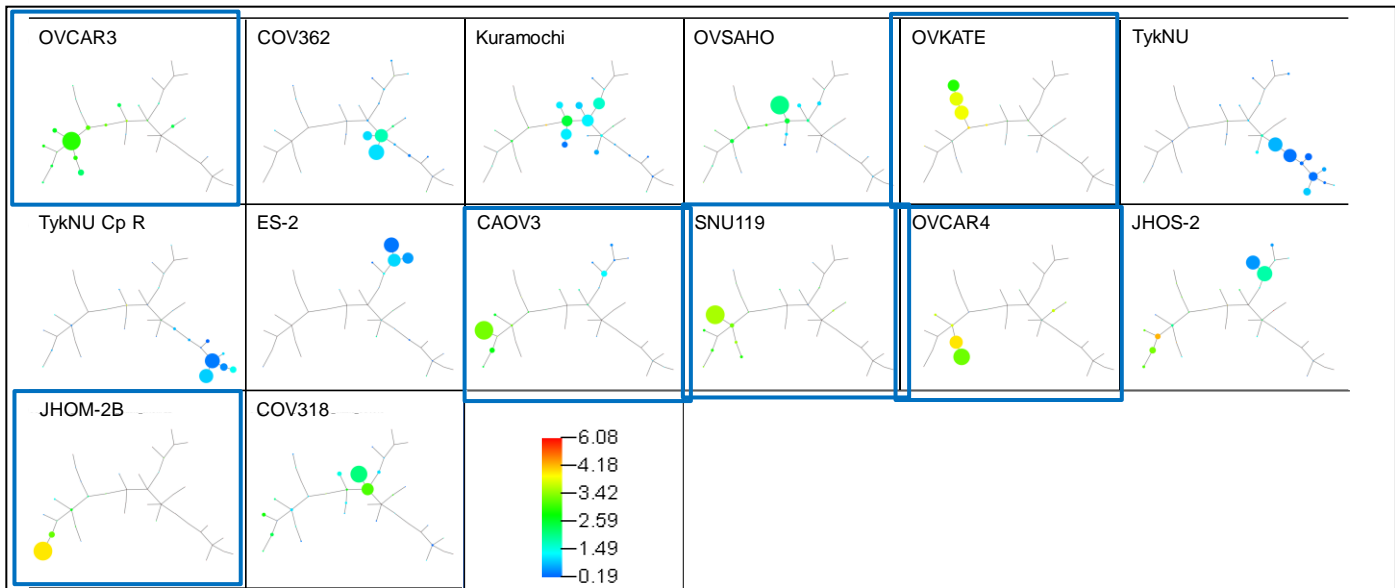 OVCAR3
COV362
Kuramochi
OVSAHO
OVKATE
TykNU
TykNU Cp R
ES-2
CAOV3
SNU119
OVCAR4
JHOS-2
JHOM-2B
COV318
6.08
4.18
3.42
2.59
1.49
0.19